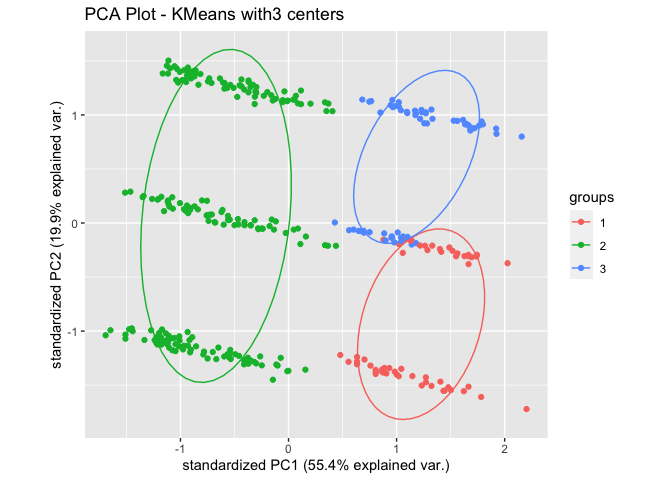 PCA Plot - KMeans with3 centers
standardized PC2 (19.9% explained var.)
1
0
-1
-1
0
1
2
standardized PC1 (55.4% explained var.)
groups
1
2
3